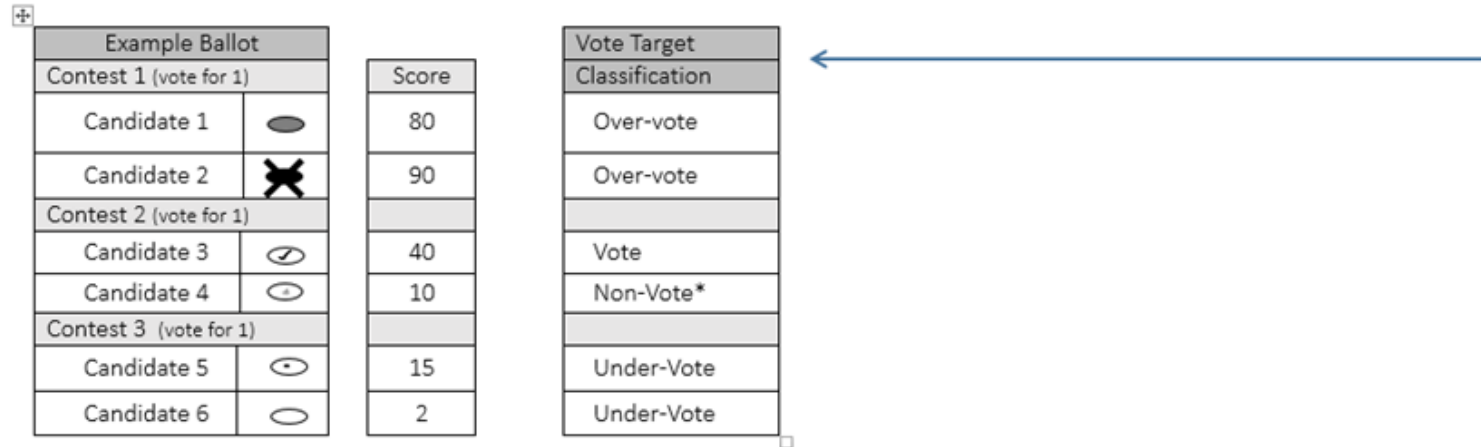 Example Ballot Vote Target
Contest 1 (vote for 1) Score Classification
Candidate 1 80 Over-vote
Candidate 2 90 Over-vote
Contest 2 (vote for 1)
Candidate 3 40 Vote
Candidate 4 10 Non-Vote*
Contest 3 (vote for 1)
Candidate 5 15 Under-Vote
Candidate 6 2 Under-Vote